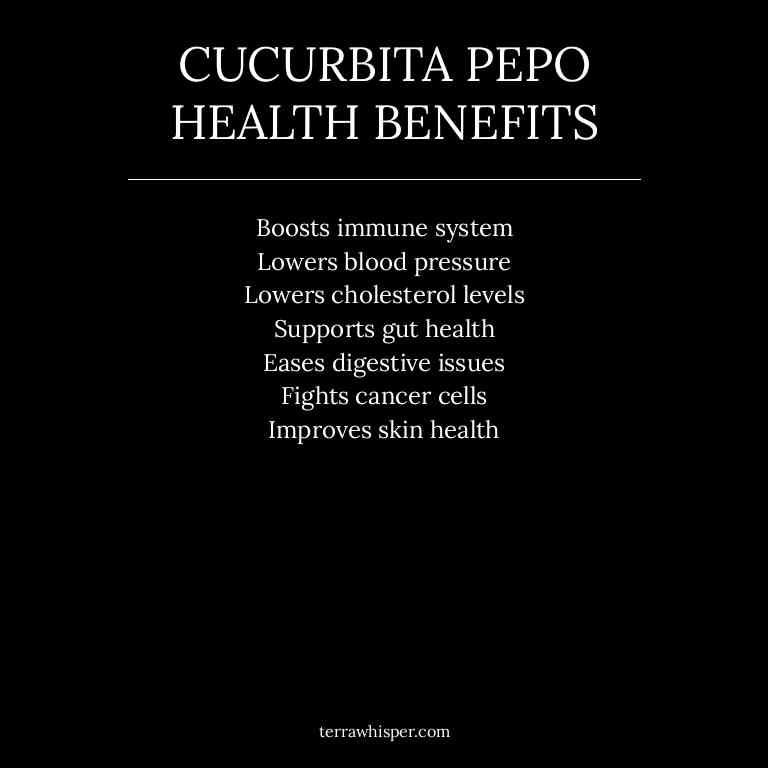 CUCURBITA PEPO
HEALTH BENEFITS
Boosts immune system
Lowers blood pressure
Lowers cholesterol levels
Supports gut health
Eases digestive issues
Fights cancer cells
Improves skin health
terrawhisper.com